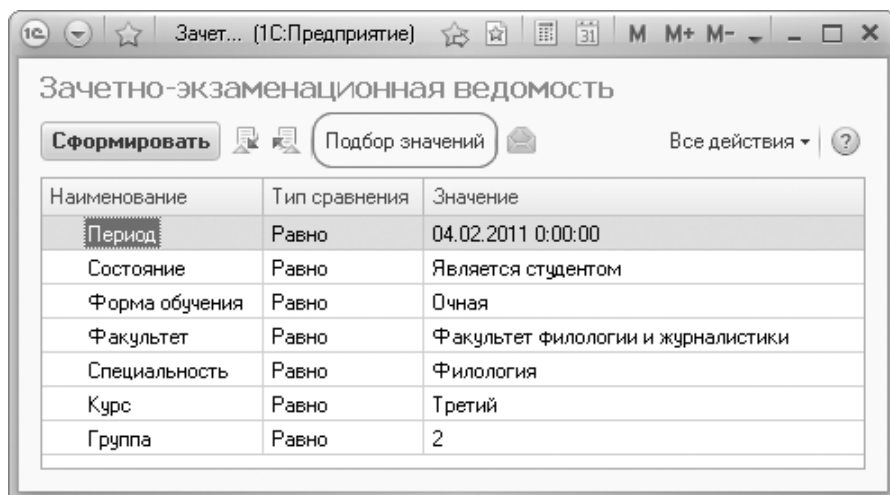 1С Зачет... (1С:Предприятие) 31 M M+ M-
Зачетно-экзаменационная ведомость
Сформировать Подбор значений Все действия ?
Наименование Тип сравнения Значение
Период Равно 04.02.2011 0:00:00
Состояние Равно Является студентом
Форма обучения Равно Очная
Факультет Равно Факультет филологии и журналистики
Специальность Равно Филология
Курс Равно Третий
Группа Равно 2